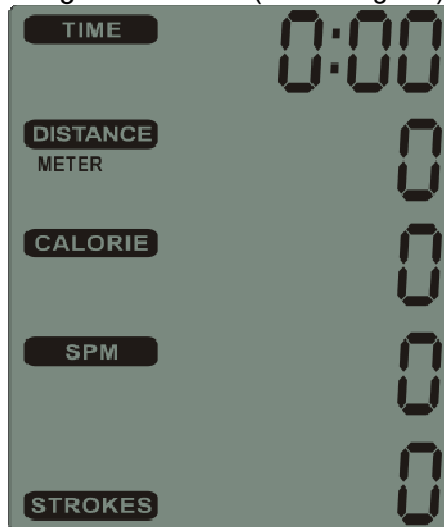 TIME 0:00
DISTANCE 0
METER
CALORIE 0
SPM 0
STROKES 0